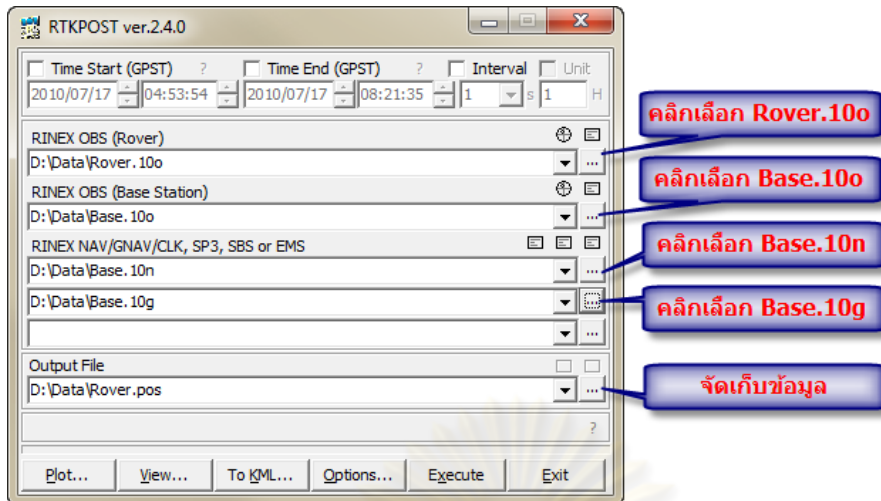 RTKPOST ver.2.4.0
Time Start (GPST) ? Time End (GPST) ? Interval Unit
2010/07/17 04:53:54 2010/07/17 08:21:35 1 s 1 H
RINEX OBS (Rover)
D:\Data\Rover.10o ...
คลิกเลือก Rover.10o
RINEX OBS (Base Station)
D:\Data\Base.10o ...
คลิกเลือก Base.10o
RINEX NAV/GNAV/CLK, SP3, SBS or EMS
D:\Data\Base.10n ...
คลิกเลือก Base.10n
D:\Data\Base.10g ...
คลิกเลือก Base.10g
...
Output File
D:\Data\Rover.pos ...
จัดเก็บข้อมูล
?
Plot... View... To KML... Options... Execute Exit